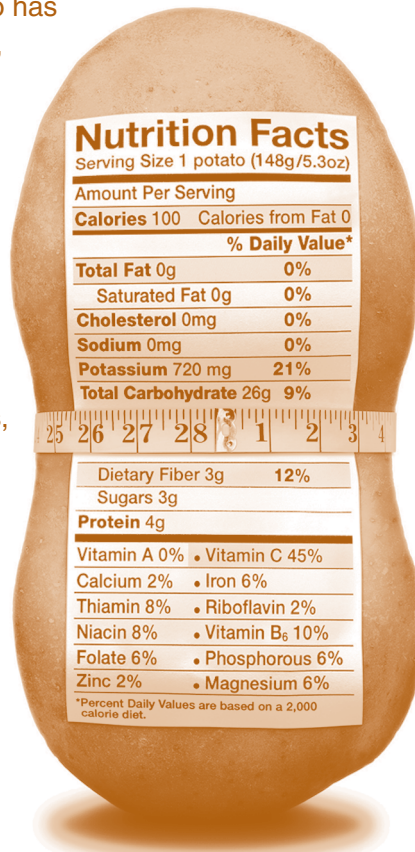 has
,
Nutrition Facts
Serving Size 1 potato (148g/5.3oz)
Amount Per Serving
Calories 100 Calories from Fat 0
% Daily Value*
Total Fat 0g 0%
Saturated Fat 0g 0%
Cholesterol 0mg 0%
Sodium 0mg 0%
Potassium 720 mg 21%
Total Carbohydrate 26g 9%
,
25 26 27 28 1 2 3 4
Dietary Fiber 3g 12%
Sugars 3g
Protein 4g
Vitamin A 0% • Vitamin C 45%
Calcium 2% • Iron 6%
Thiamin 8% • Riboflavin 2%
Niacin 8% • Vitamin B₆ 10%
Folate 6% • Phosphorous 6%
Zinc 2% • Magnesium 6%
*Percent Daily Values are based on a 2,000
calorie diet.